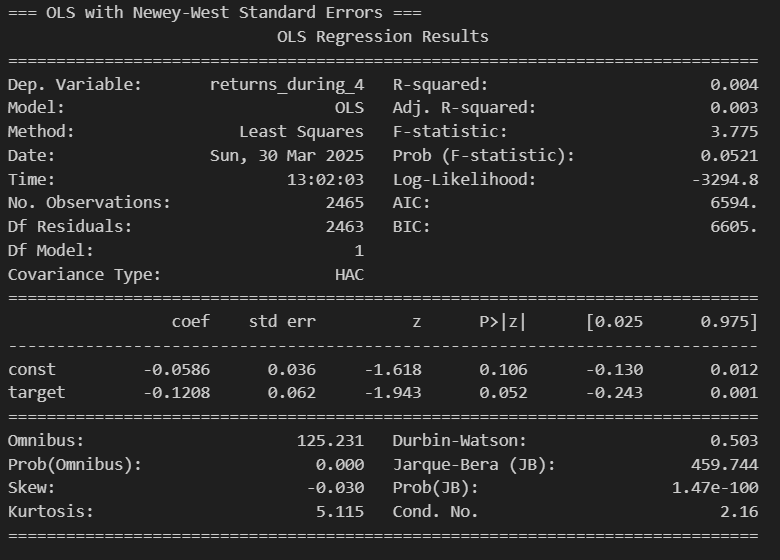 === OLS with Newey-West Standard Errors ===
                            OLS Regression Results
==============================================================================
Dep. Variable:       returns_during_4   R-squared:                       0.004
Model:                            OLS   Adj. R-squared:                  0.003
Method:                 Least Squares   F-statistic:                     3.775
Date:                Sun, 30 Mar 2025   Prob (F-statistic):             0.0521
Time:                        13:02:03   Log-Likelihood:                -3294.8
No. Observations:                2465   AIC:                             6594.
Df Residuals:                    2463   BIC:                             6605.
Df Model:                           1
Covariance Type:                  HAC
==============================================================================
                 coef    std err          z      P>|z|      [0.025      0.975]
------------------------------------------------------------------------------
const         -0.0586      0.036     -1.618      0.106      -0.130       0.012
target        -0.1208      0.062     -1.943      0.052      -0.243       0.001
==============================================================================
Omnibus:                      125.231   Durbin-Watson:                   0.503
Prob(Omnibus):                  0.000   Jarque-Bera (JB):              459.744
Skew:                          -0.030   Prob(JB):                    1.47e-100
Kurtosis:                       5.115   Cond. No.                         2.16
==============================================================================